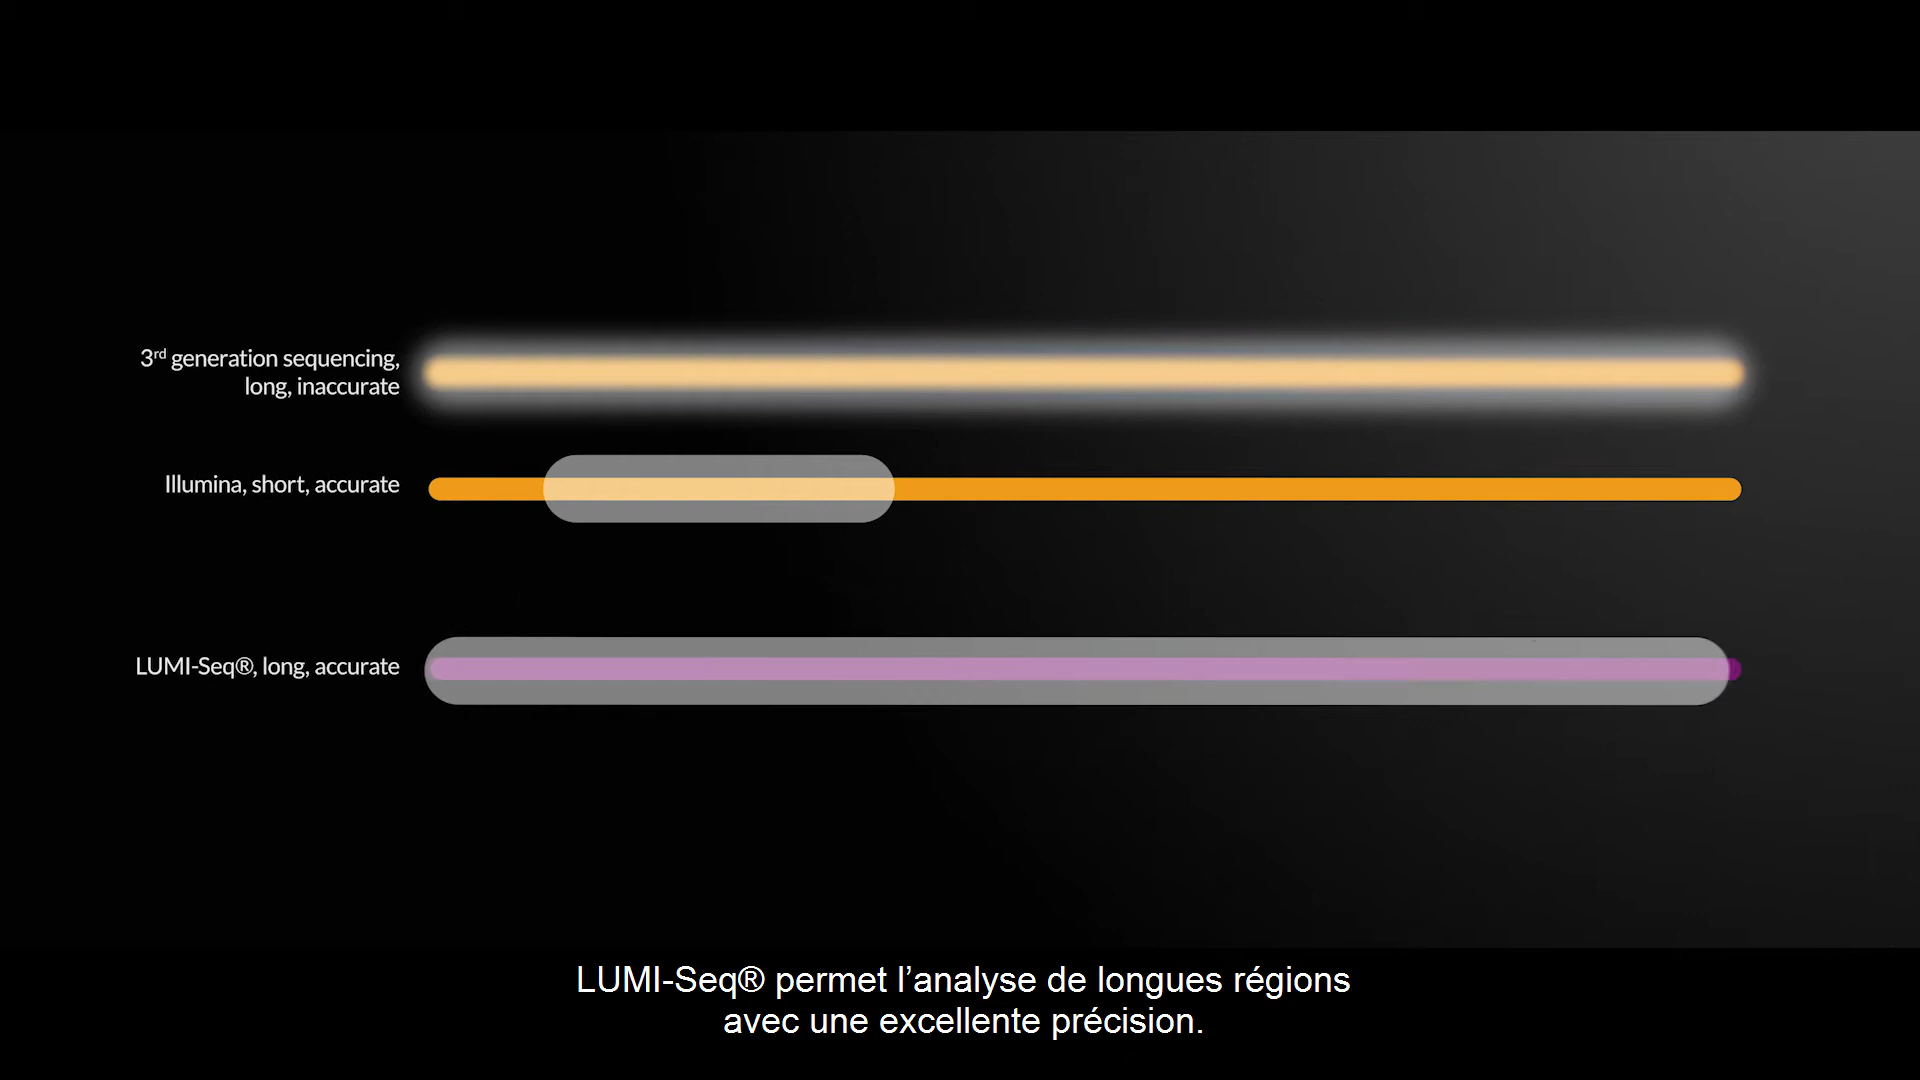 3rd generation sequencing,
long, inaccurate
Illumina, short, accurate
LUMI-Seq®, long, accurate
LUMI-Seq® permet l’analyse de longues régions
avec une excellente précision.